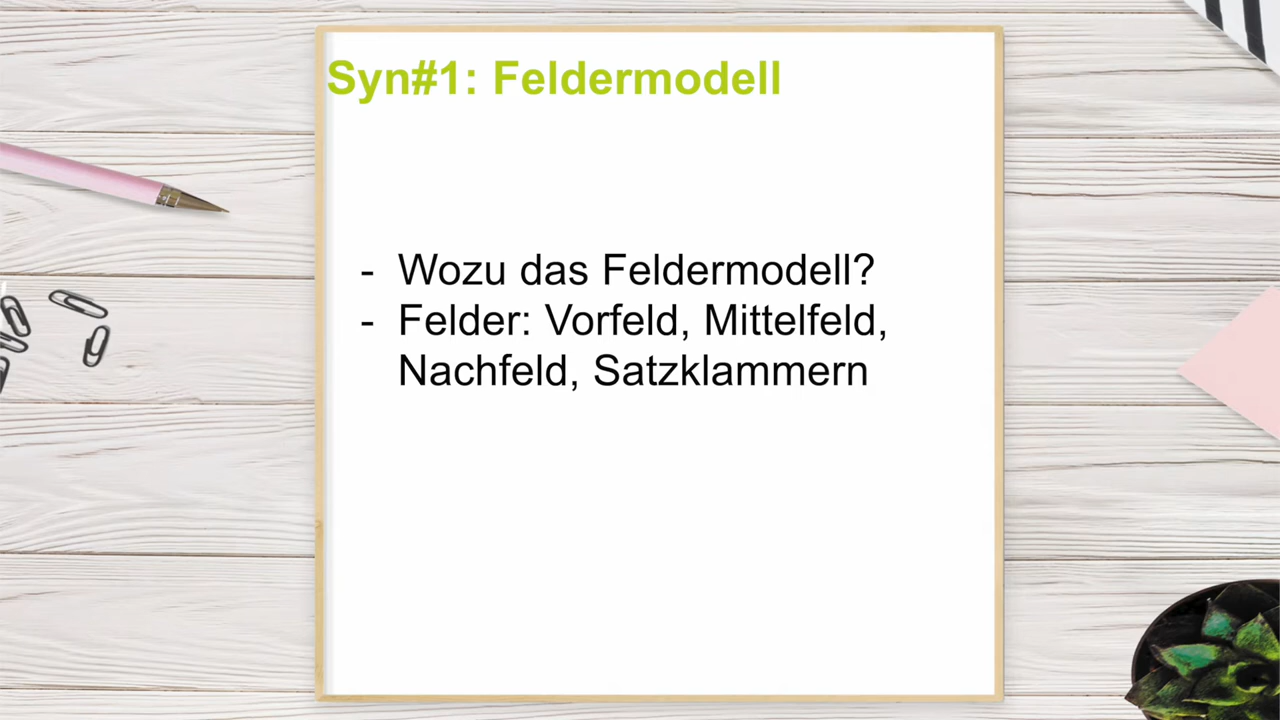 Syn#1: Feldermodell
- Wozu das Feldermodell?
- Felder: Vorfeld, Mittelfeld,
Nachfeld, Satzklammern